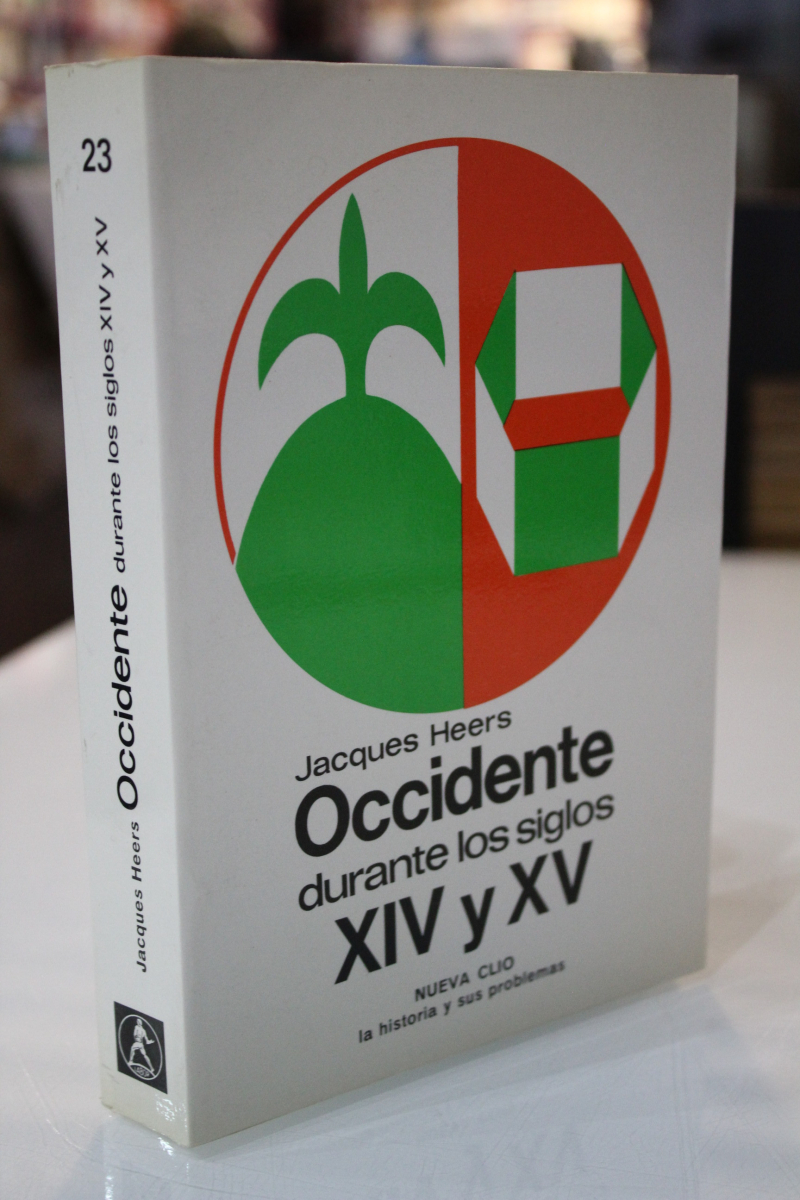 23
Jacques Heers Occidente durante los siglos XIV y XV
LABOR
Jacques Heers
Occidente
durante los siglos
XIV y XV
NUEVA CLIO
la historia y sus problemas